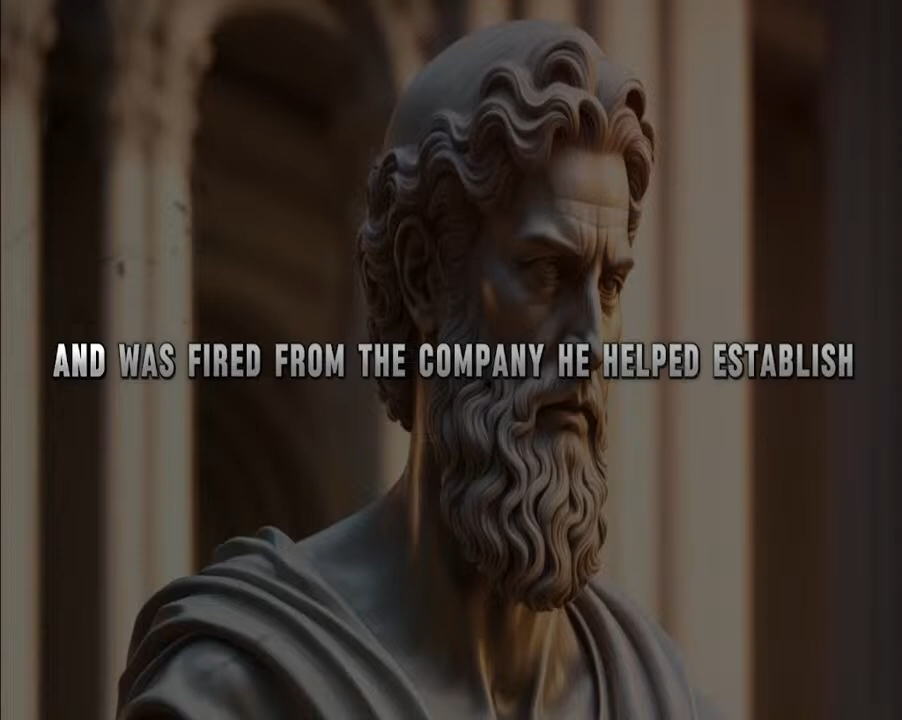 AND WAS FIRED FROM THE COMPANY HE HELPED ESTABLISH